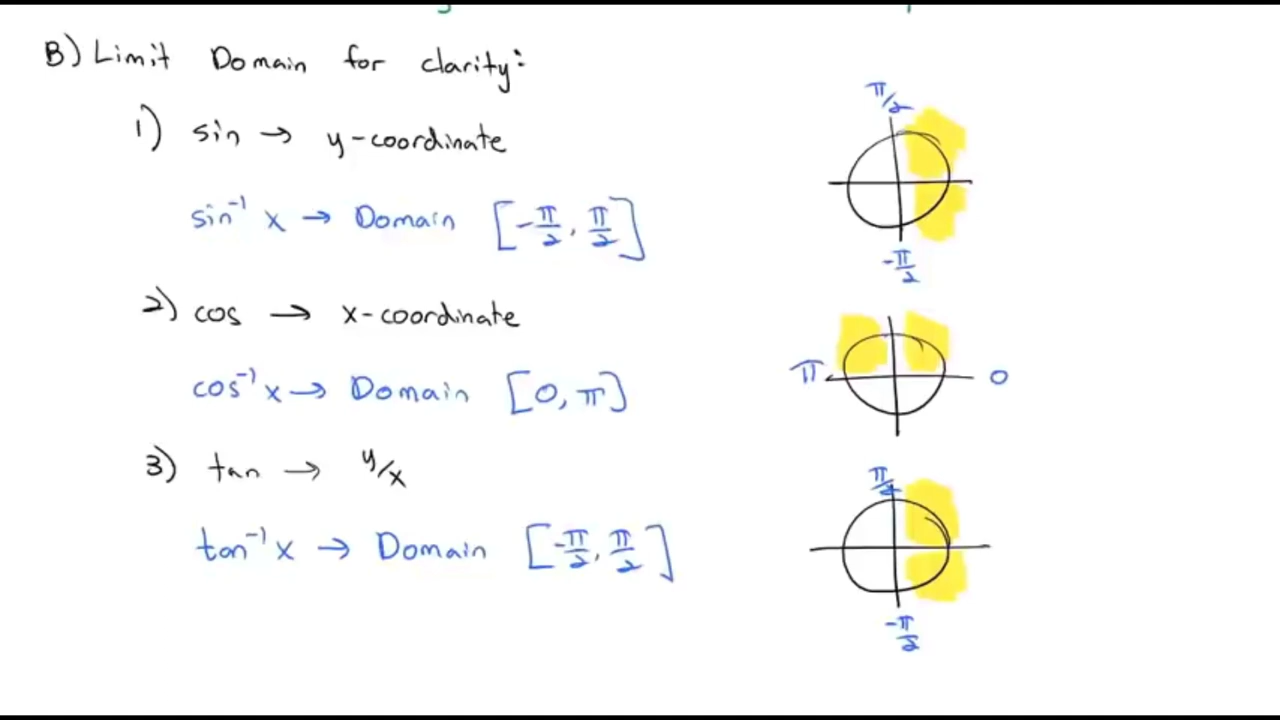 B) Limit Domain for clarity:
π/2
1) sin → y-coordinate
sin⁻¹ x → Domain [-π/2, π/2]
-π/2
2) cos → x-coordinate
π 0
cos⁻¹ x → Domain [0, π]
3) tan → y/x
π/2
tan⁻¹ x → Domain [-π/2, π/2]
-π/2